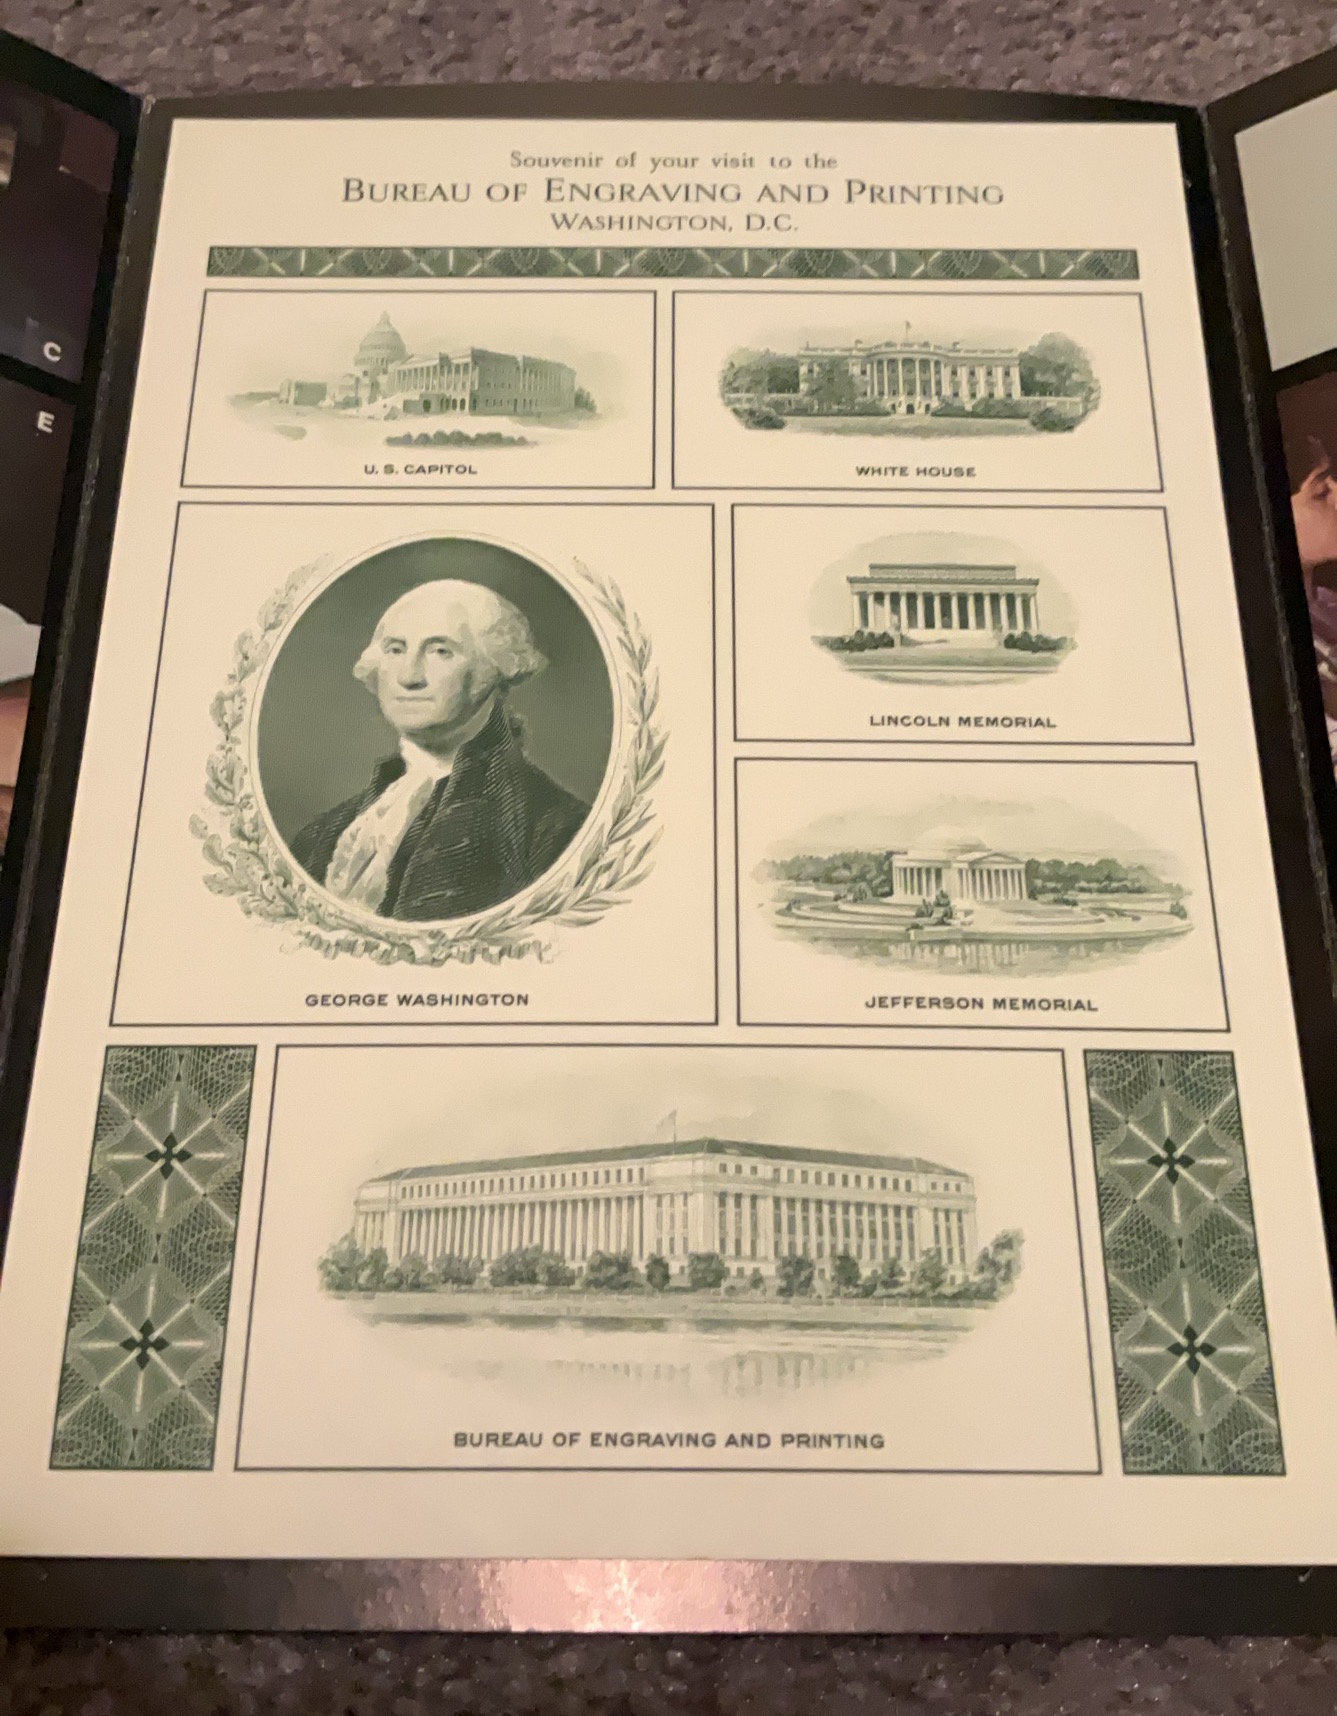 Souvenir of your visit to the
BUREAU OF ENGRAVING AND PRINTING
WASHINGTON, D.C.
U. S. CAPITOL
WHITE HOUSE
GEORGE WASHINGTON
LINCOLN MEMORIAL
JEFFERSON MEMORIAL
BUREAU OF ENGRAVING AND PRINTING
C
E